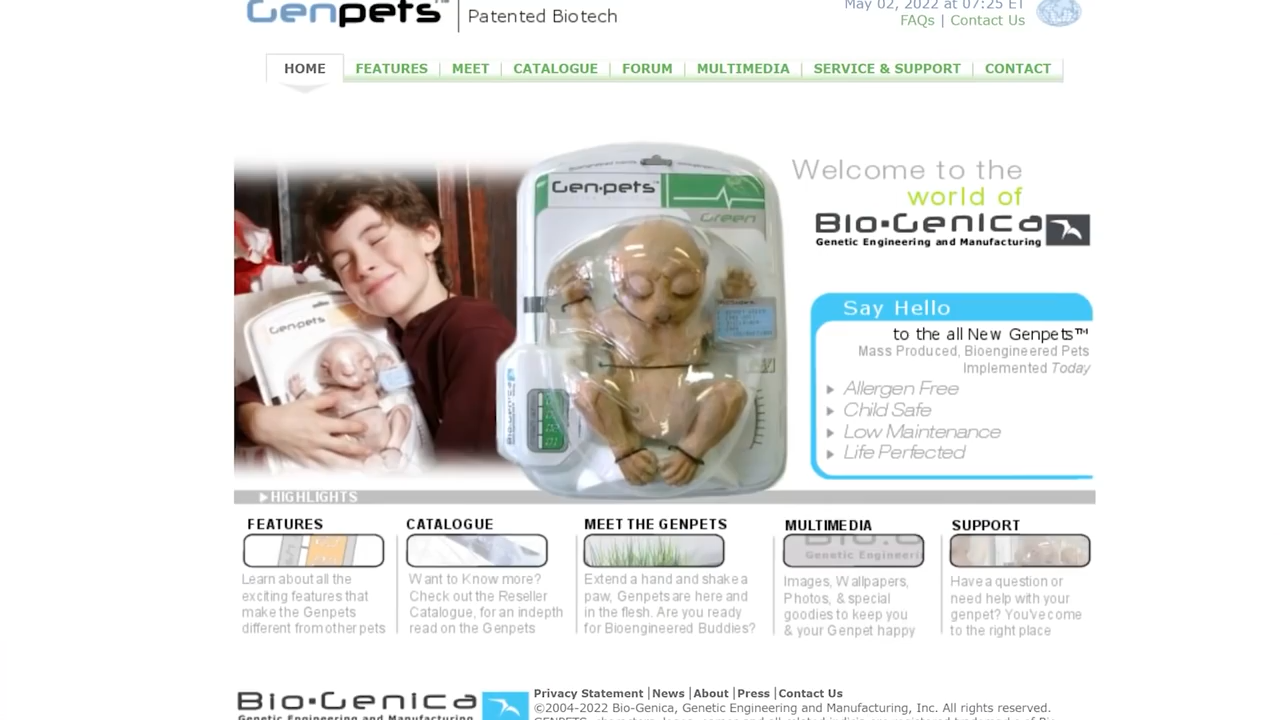 Genpets™
Patented Biotech
May 02, 2022 at 07:25 ET
FAQs | Contact Us
HOME
FEATURES
MEET
CATALOGUE
FORUM
MULTIMEDIA
SERVICE & SUPPORT
CONTACT
Genpets
Gen·pets™
Green
Bio·Genica
Welcome to the
world of
Bio·Genica
Genetic Engineering and Manufacturing
Say Hello
to the all New Genpets™
Mass Produced, Bioengineered Pets
Implemented Today
Allergen Free
Child Safe
Low Maintenance
Life Perfected
HIGHLIGHTS
FEATURES
Learn about all the
exciting features that
make the Genpets
different from other pets
CATALOGUE
Want to Know more?
Check out the Reseller
Catalogue, for an indepth
read on the Genpets
MEET THE GENPETS
Extend a hand and shake a
paw, Genpets are here and
in the flesh. Are you ready
for Bioengineered Buddies?
MULTIMEDIA
Images, Wallpapers,
Photos, & special
goodies to keep you
& your Genpet happy
SUPPORT
Have a question or
need help with your
genpet? You've come
to the right place
Bio·Genica
Genetic Engineering and Manufacturing
Privacy Statement | News | About | Press | Contact Us
©2004-2022 Bio-Genica, Genetic Engineering and Manufacturing, Inc. All rights reserved.